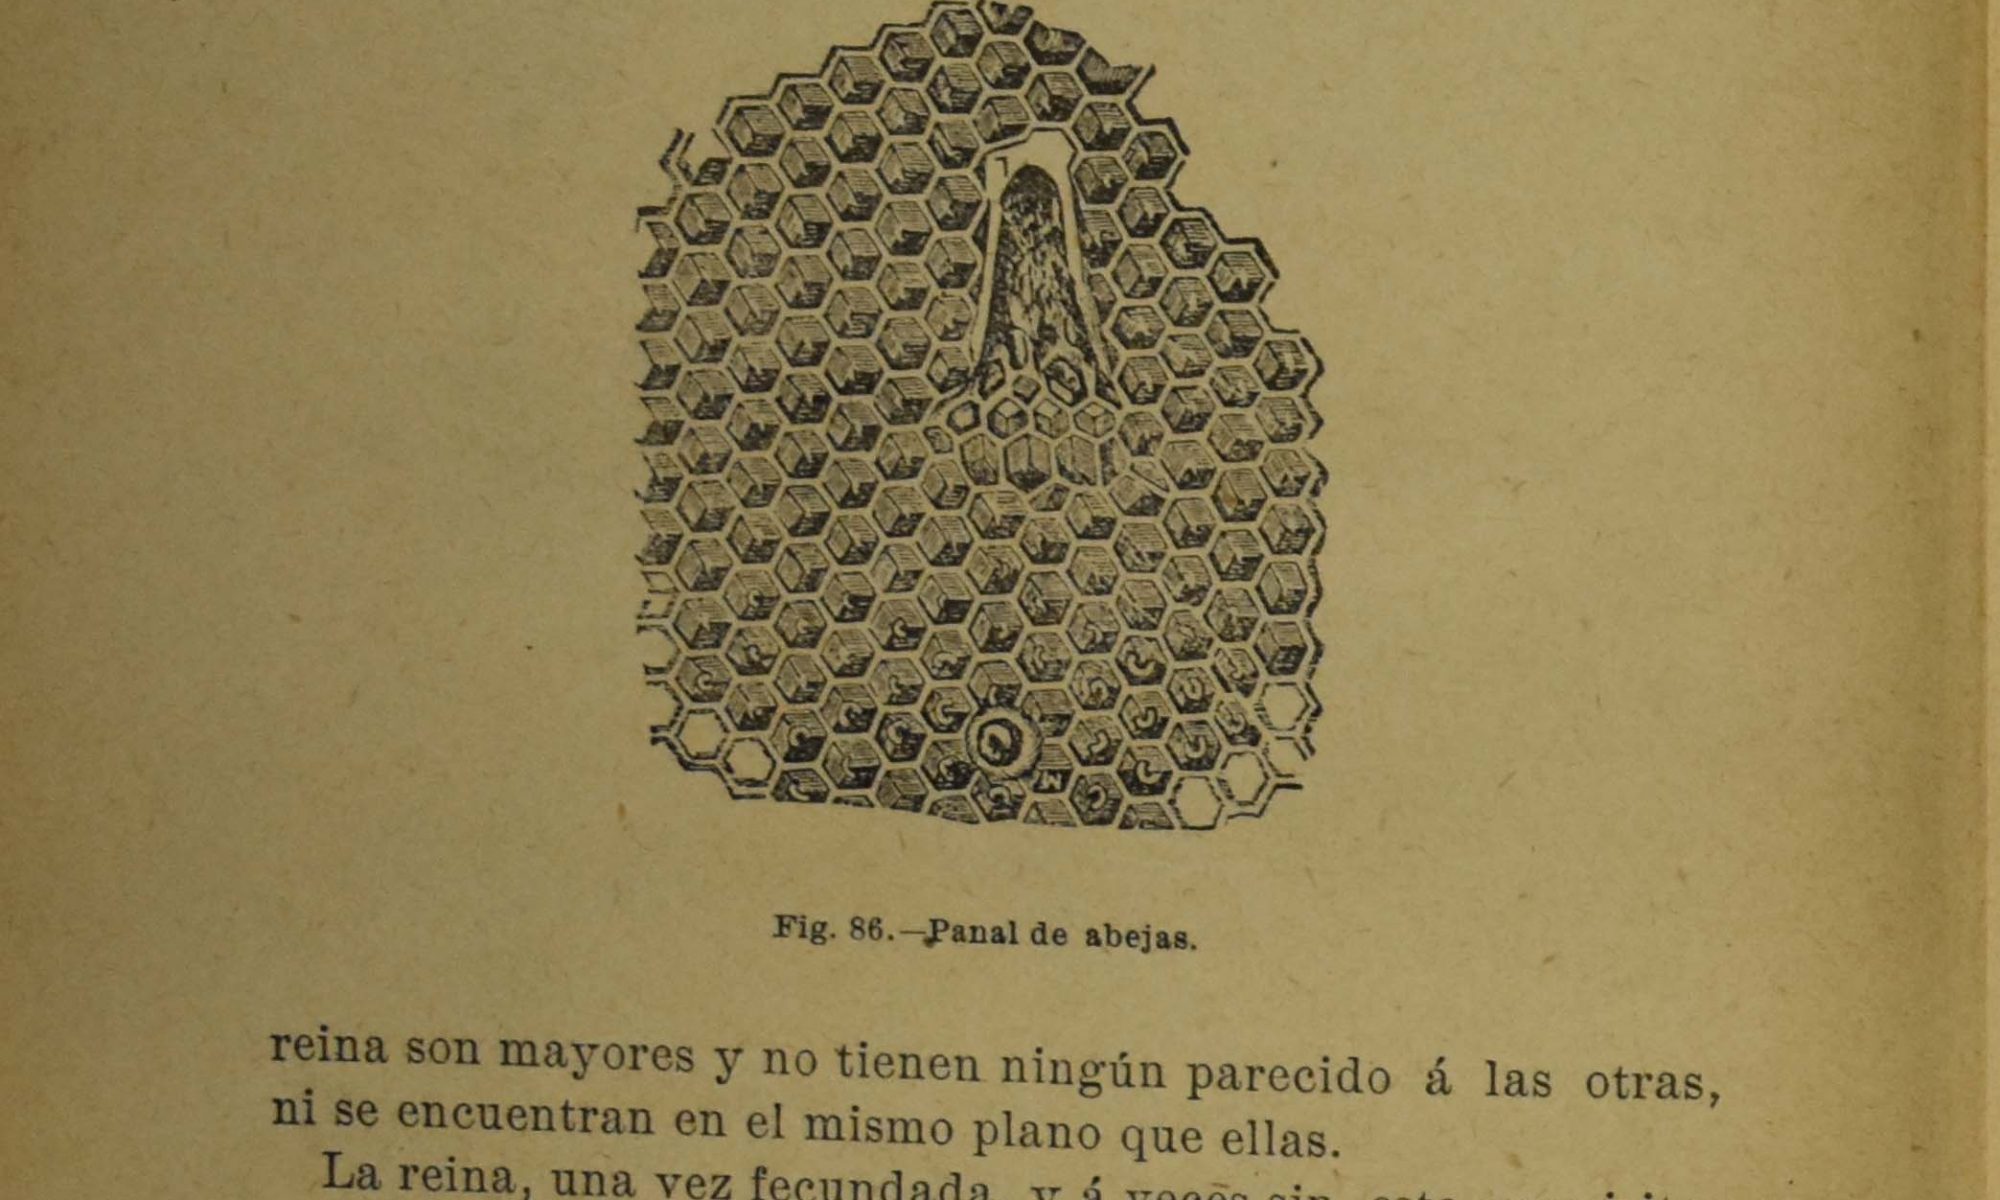 Fig. 86.—Panal de abejas.
reina son mayores y no tienen ningún parecido á las otras,
ni se encuentran en el mismo plano que ellas.
La reina, una vez fecundada, y á veces sin